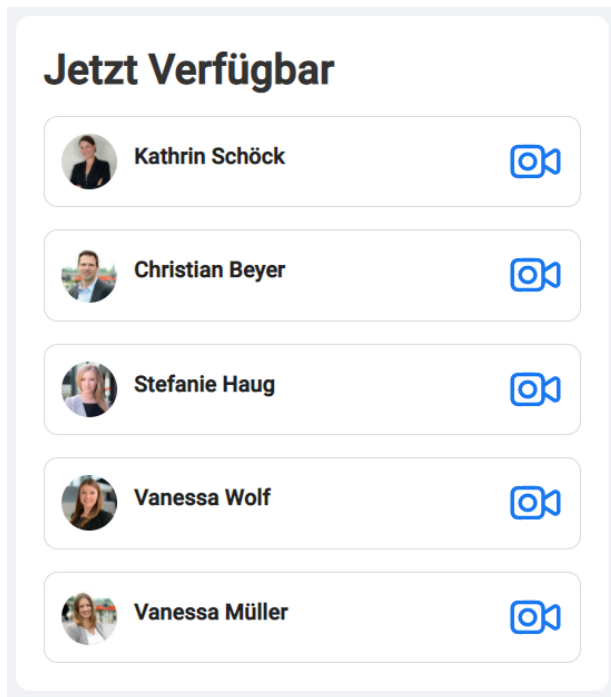 Jetzt Verfügbar
Kathrin Schöck
Christian Beyer
Stefanie Haug
Vanessa Wolf
Vanessa Müller